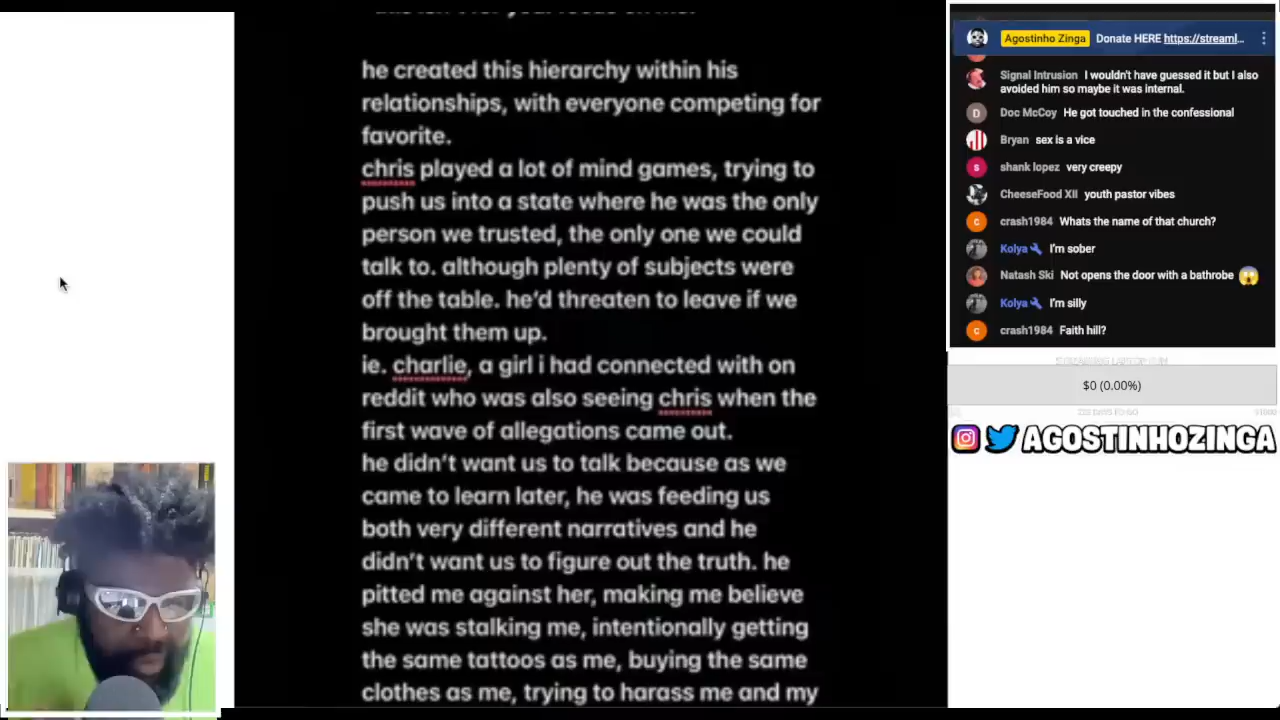 he created this hierarchy within his
relationships, with everyone competing for
favorite.
chris played a lot of mind games, trying to
push us into a state where he was the only
person we trusted, the only one we could
talk to. although plenty of subjects were
off the table. he'd threaten to leave if we
brought them up.
ie. charlie, a girl i had connected with on
reddit who was also seeing chris when the
first wave of allegations came out.
he didn't want us to talk because as we
came to learn later, he was feeding us
both very different narratives and he
didn't want us to figure out the truth. he
pitted me against her, making me believe
she was stalking me, intentionally getting
the same tattoos as me, buying the same
clothes as me, trying to harass me and my
Agostinho Zinga Donate HERE https://streaml...
Signal Intrusion I wouldn't have guessed it but I also
avoided him so maybe it was internal.
D Doc McCoy He got touched in the confessional
Bryan sex is a vice
s shank lopez very creepy
CheeseFood XII youth pastor vibes
c crash1984 Whats the name of that church?
Kolya I'm sober
Natash Ski Not opens the door with a bathrobe
Kolya I'm silly
c crash1984 Faith hill?
$0 (0.00%)
AGOSTINHOZINGA